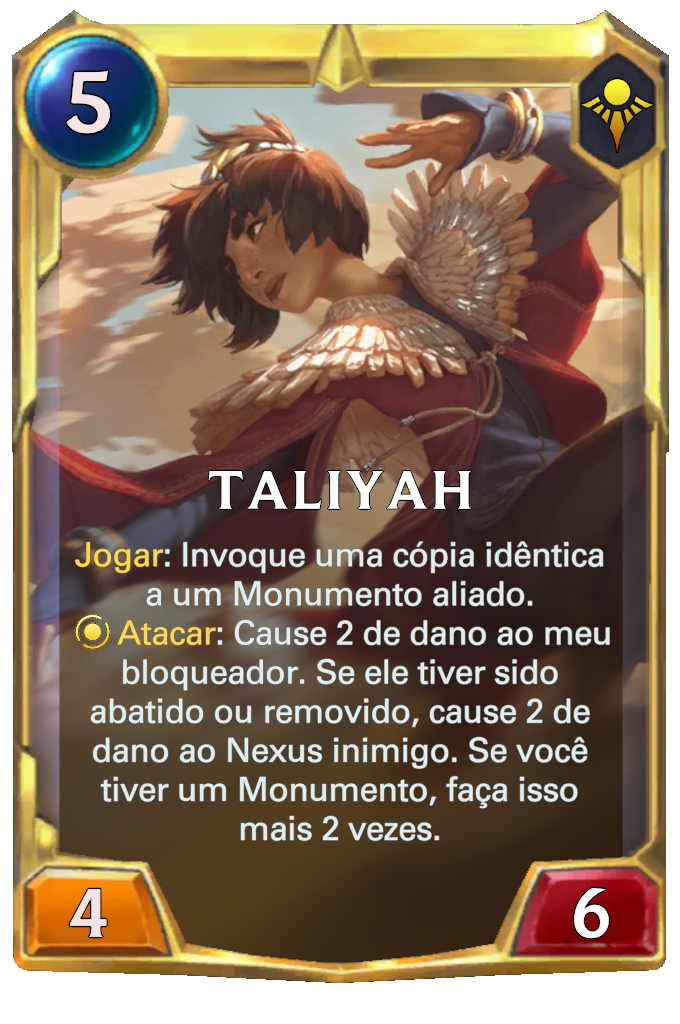 5
TALIYAH
Jogar: Invoque uma cópia idêntica
a um Monumento aliado.
Atacar: Cause 2 de dano ao meu
bloqueador. Se ele tiver sido
abatido ou removido, cause 2 de
dano ao Nexus inimigo. Se você
tiver um Monumento, faça isso
mais 2 vezes.
4
6